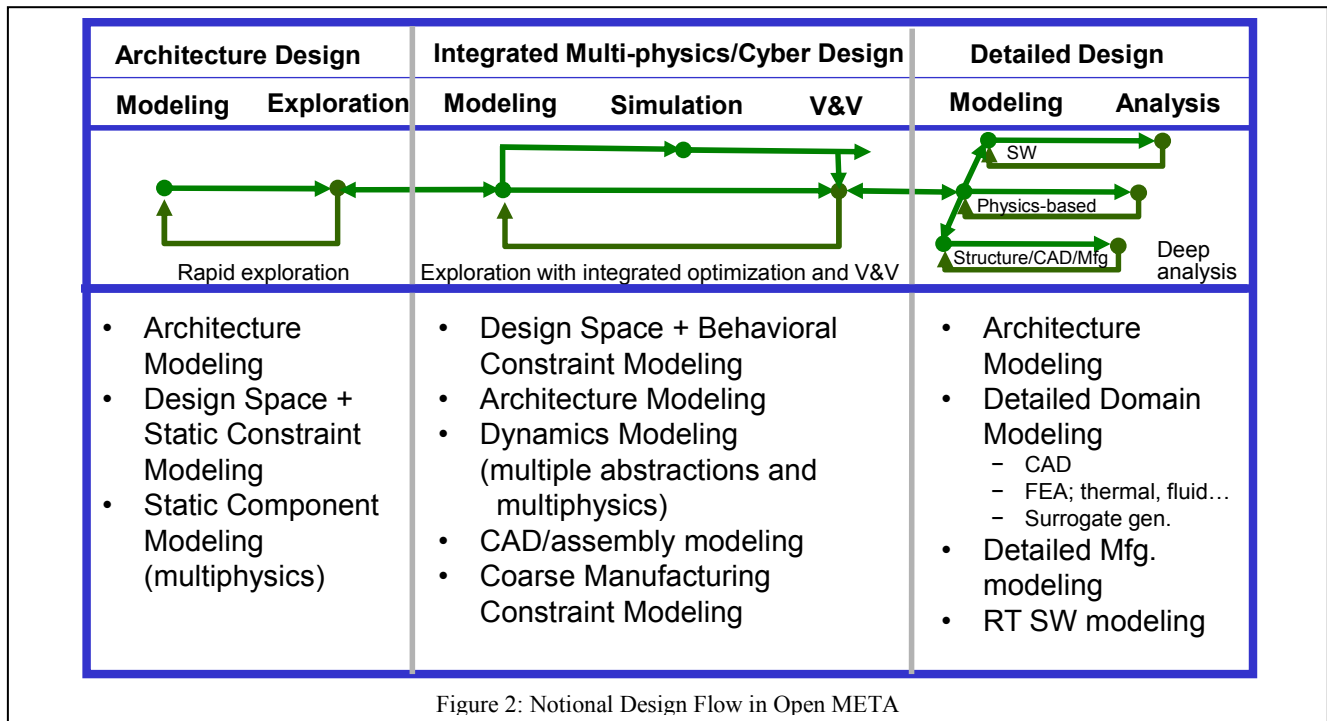 Architecture Design
Integrated Multi-physics/Cyber Design
Detailed Design
Modeling Exploration
Modeling Simulation V&V
Modeling Analysis
SW
Physics-based
Structure/CAD/Mfg
Deep
analysis
Rapid exploration
Exploration with integrated optimization and V&V
• Architecture
Modeling
• Design Space +
Static Constraint
Modeling
• Static Component
Modeling
(multiphysics)
• Design Space + Behavioral
Constraint Modeling
• Architecture Modeling
• Dynamics Modeling
(multiple abstractions and
multiphysics)
• CAD/assembly modeling
• Coarse Manufacturing
Constraint Modeling
• Architecture
Modeling
• Detailed Domain
Modeling
− CAD
− FEA; thermal, fluid…
− Surrogate gen.
• Detailed Mfg.
modeling
• RT SW modeling
Figure 2: Notional Design Flow in Open META